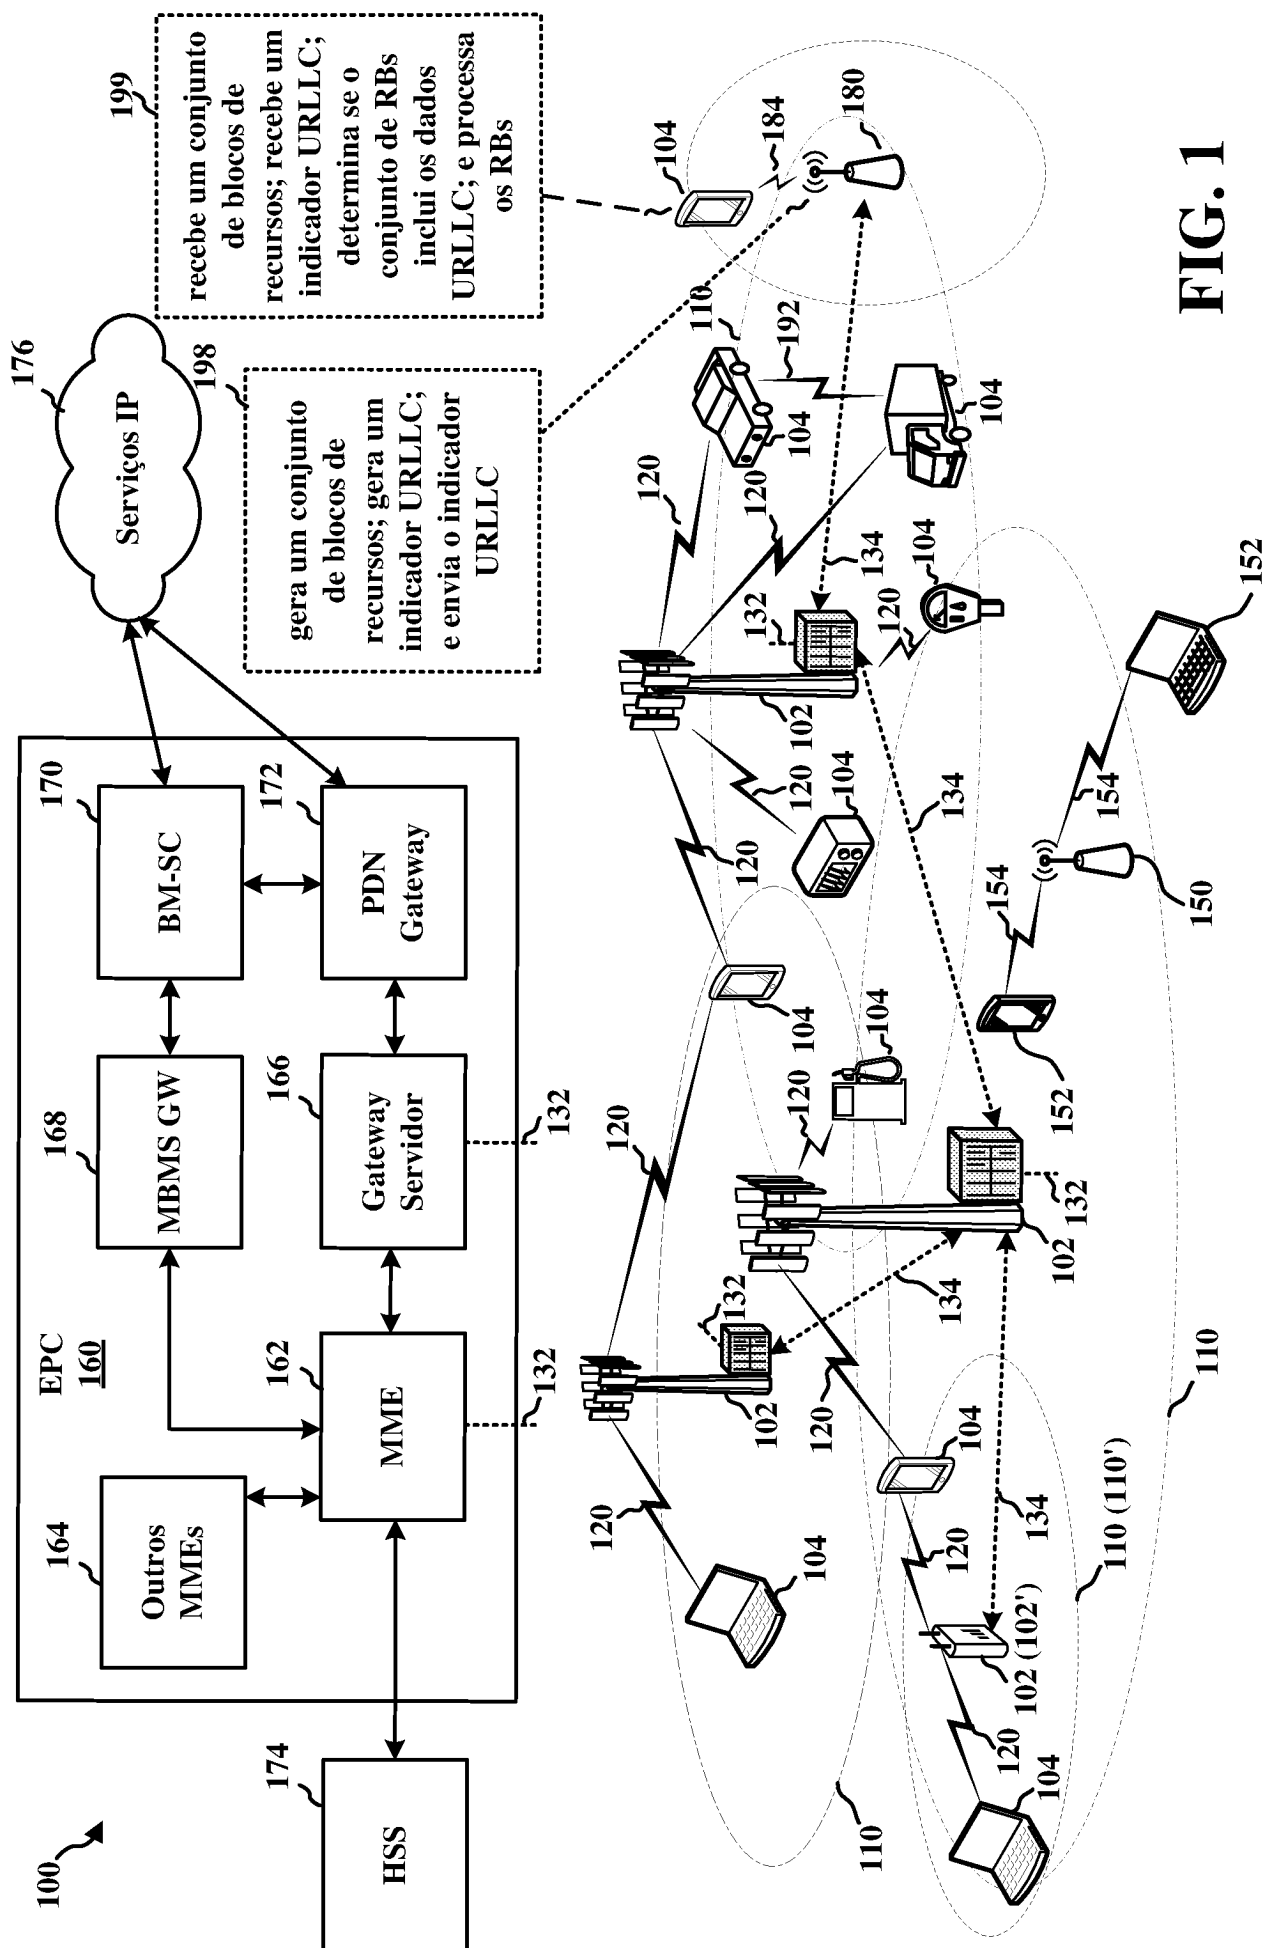 100
174
HSS
EPC
160
164
Outros
MMEs
162
MME
132
168
MBMS GW
166
Gateway
Servidor
132
170
BM-SC
172
PDN
Gateway
176
Serviços IP
198
gera um conjunto
de blocos de
recursos; gera um
indicador URLLC;
e envia o indicador
URLLC
199
recebe um conjunto
de blocos de
recursos; recebe um
indicador URLLC;
determina se o
conjunto de RBs
inclui os dados
URLLC; e processa
os RBs
104
184
180
110
192
104
104
120
120
134
132
104
120
102
120
104
120
104
120
104
120
132
102
134
132
102
134
120
104
120
104
110
120
104
120
102 (102')
134
110 (110')
110
134
152
154
150
154
152
FIG. 1